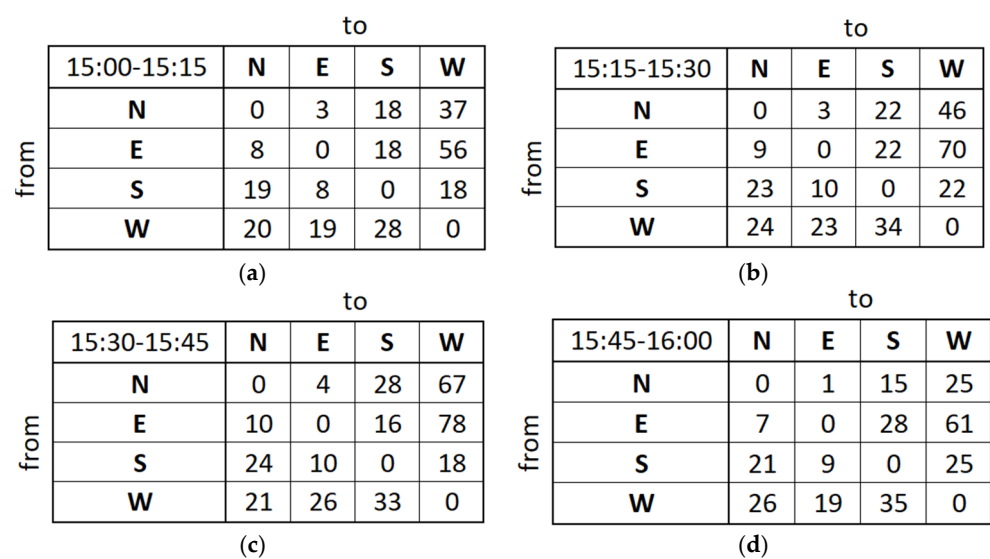 to
15:00-15:15 N E S W
N 0 3 18 37
E 8 0 18 56
S 19 8 0 18
W 20 19 28 0
from
(a)
to
15:15-15:30 N E S W
N 0 3 22 46
E 9 0 22 70
S 23 10 0 22
W 24 23 34 0
from
(b)
to
15:30-15:45 N E S W
N 0 4 28 67
E 10 0 16 78
S 24 10 0 18
W 21 26 33 0
from
(c)
to
15:45-16:00 N E S W
N 0 1 15 25
E 7 0 28 61
S 21 9 0 25
W 26 19 35 0
from
(d)